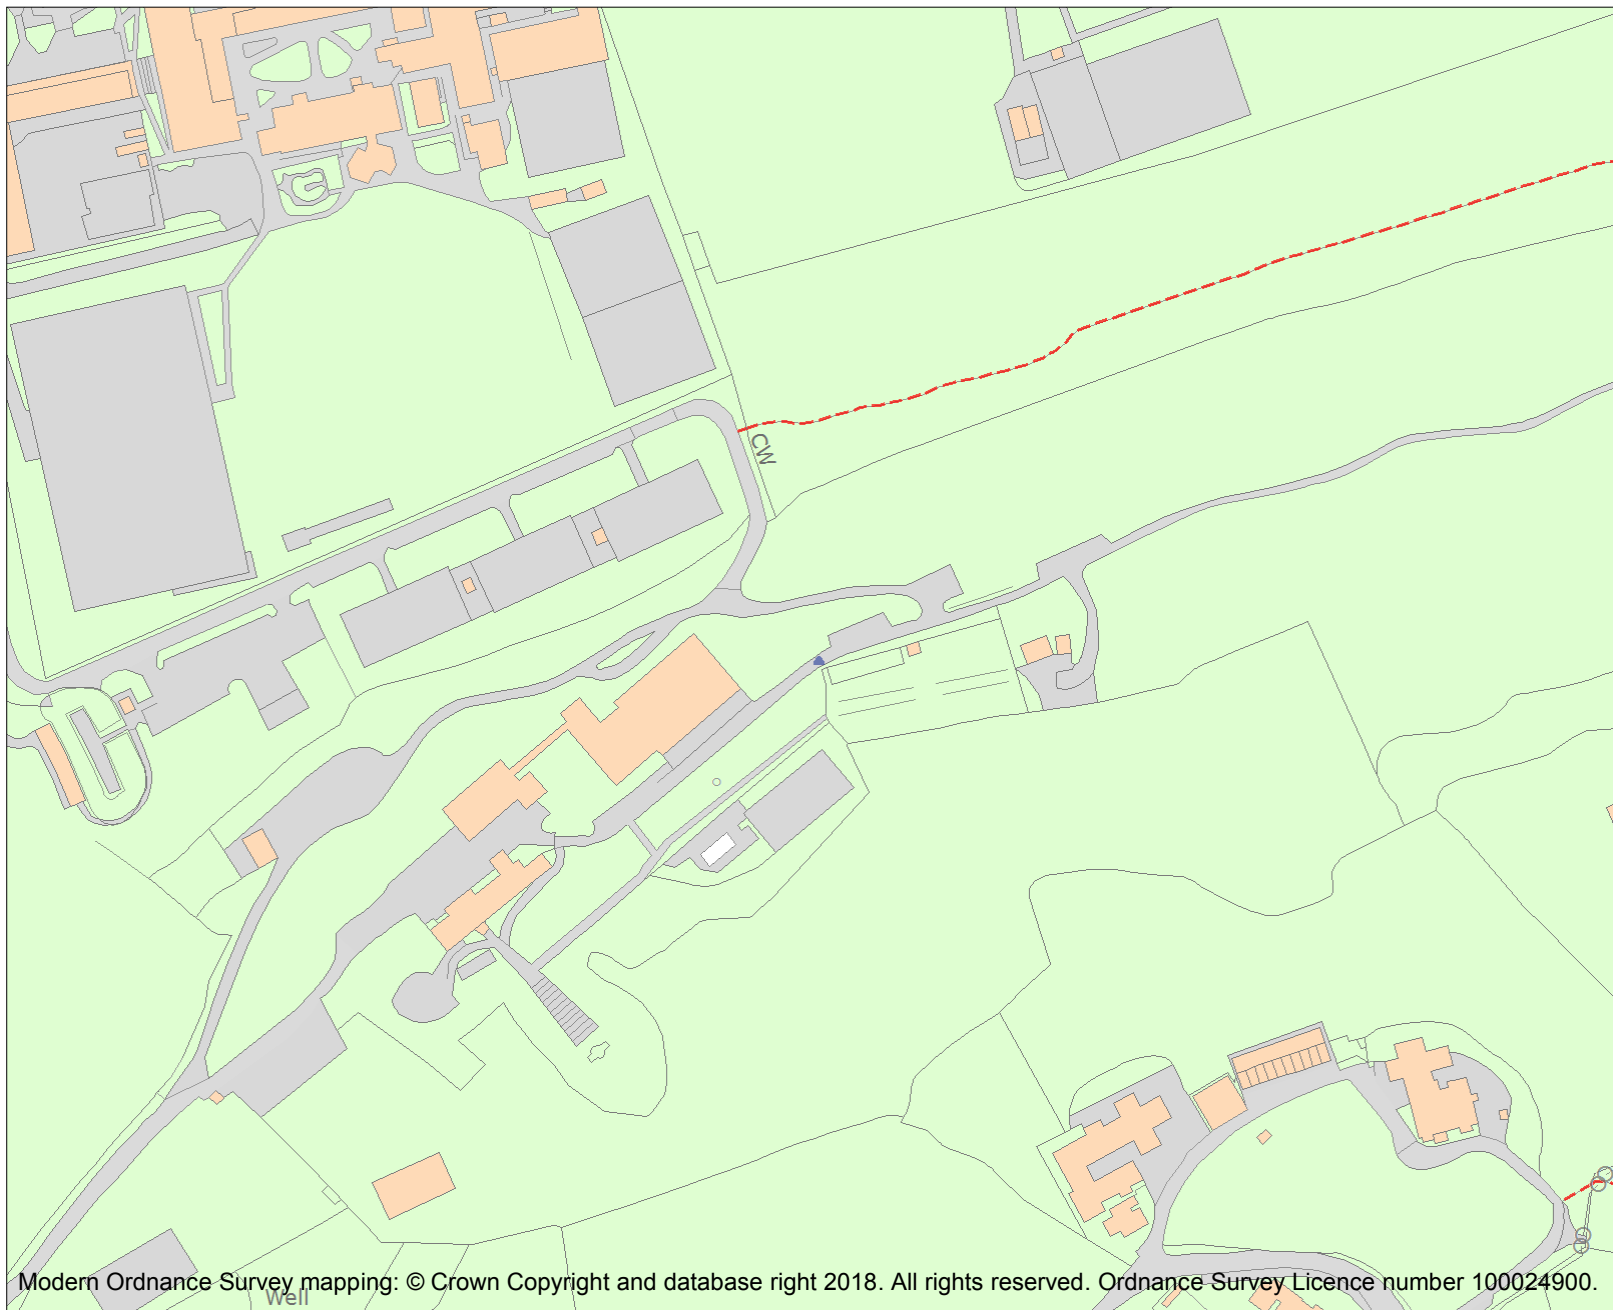 CW
Modern Ordnance Survey mapping: © Crown Copyright and database right 2018. All rights reserved. Ordnance Survey Licence number 100024900.
Well